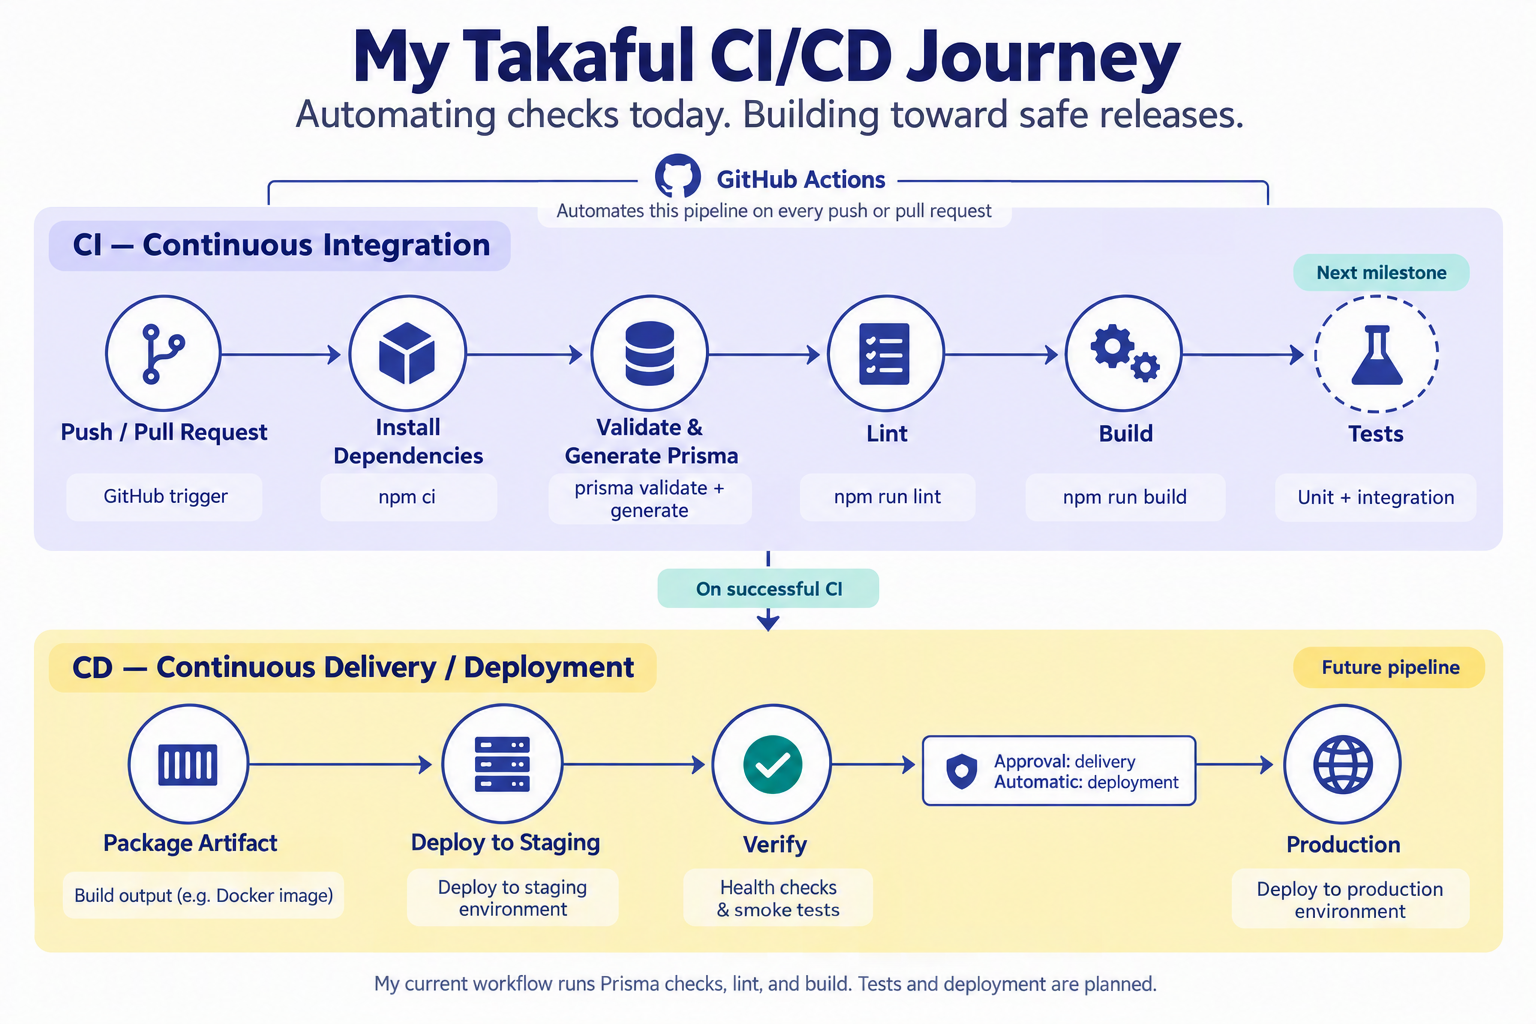 My Takaful CI/CD Journey
Automating checks today. Building toward safe releases.
GitHub Actions
Automates this pipeline on every push or pull request
CI — Continuous Integration
Next milestone
Push / Pull Request
GitHub trigger
Install
Dependencies
npm ci
Validate &
Generate Prisma
prisma validate +
generate
Lint
npm run lint
Build
npm run build
Tests
Unit + integration
On successful CI
CD — Continuous Delivery / Deployment
Future pipeline
Package Artifact
Build output (e.g. Docker image)
Deploy to Staging
Deploy to staging
environment
Verify
Health checks
& smoke tests
Approval: delivery
Automatic: deployment
Production
Deploy to production
environment
My current workflow runs Prisma checks, lint, and build. Tests and deployment are planned.